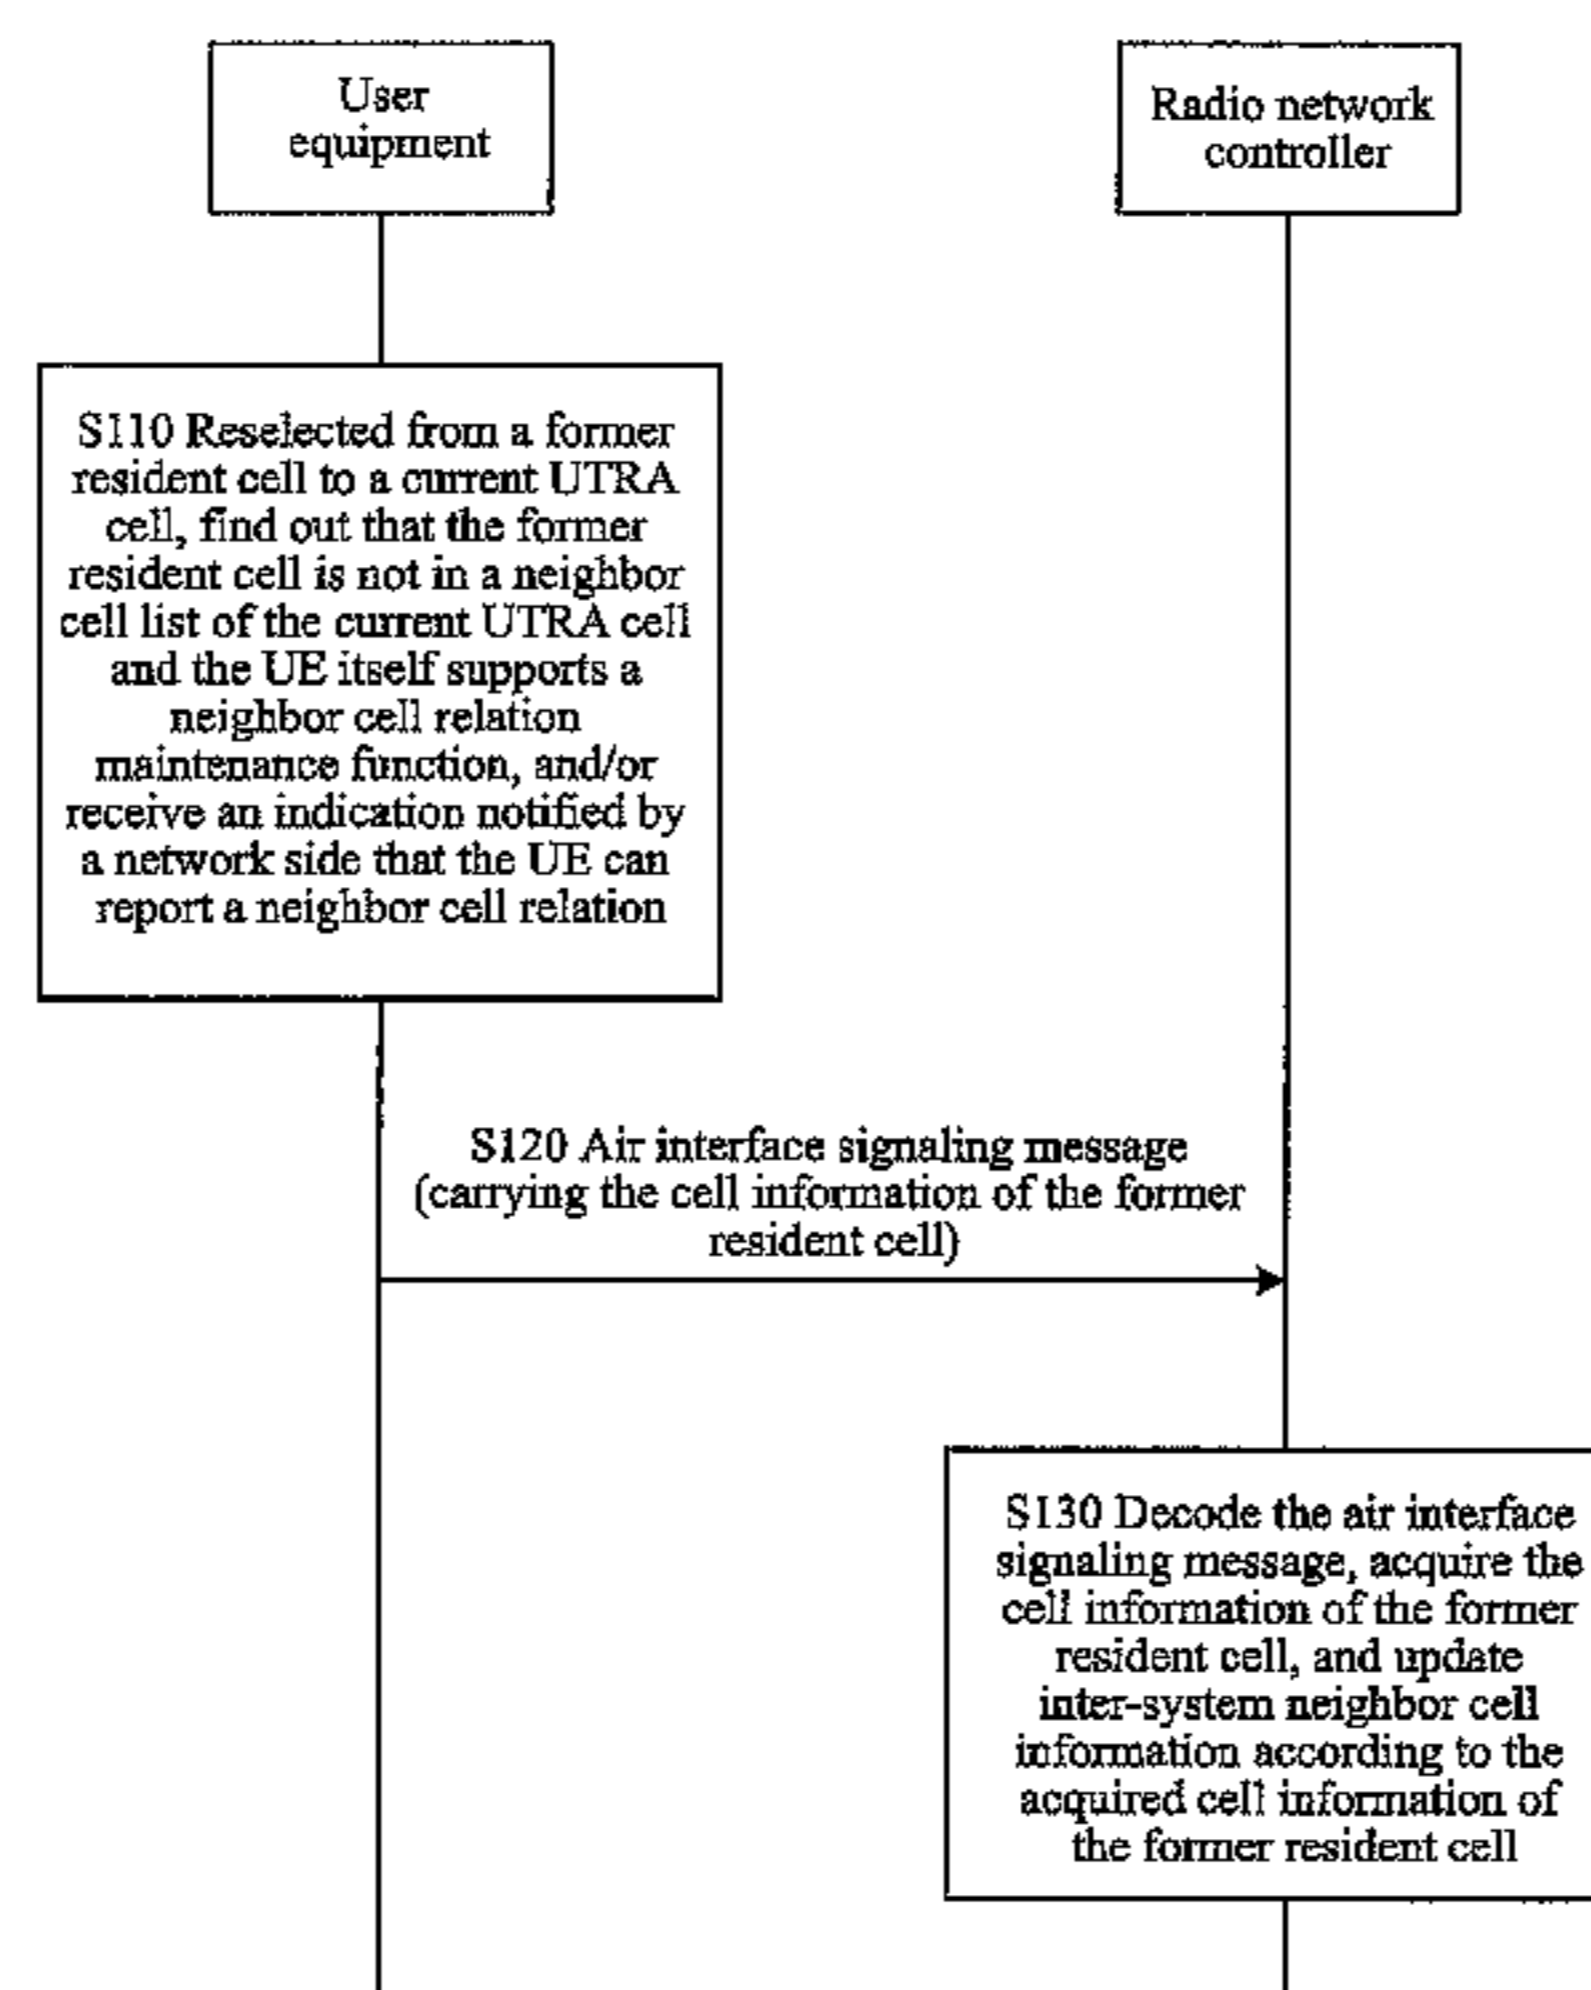 User
equipment
Radio network
controller
S110 Reselected from a former
resident cell to a current UTRA
cell, find out that the former
resident cell is not in a neighbor
cell list of the current UTRA cell
and the UE itself supports a
neighbor cell relation
maintenance function, and/or
receive an indication notified by
a network side that the UE can
report a neighbor cell relation
S120 Air interface signaling message
(carrying the cell information of the former
resident cell)
S130 Decode the air interface
signaling message, acquire the
cell information of the former
resident cell, and update
inter-system neighbor cell
information according to the
acquired cell information of
the former resident cell